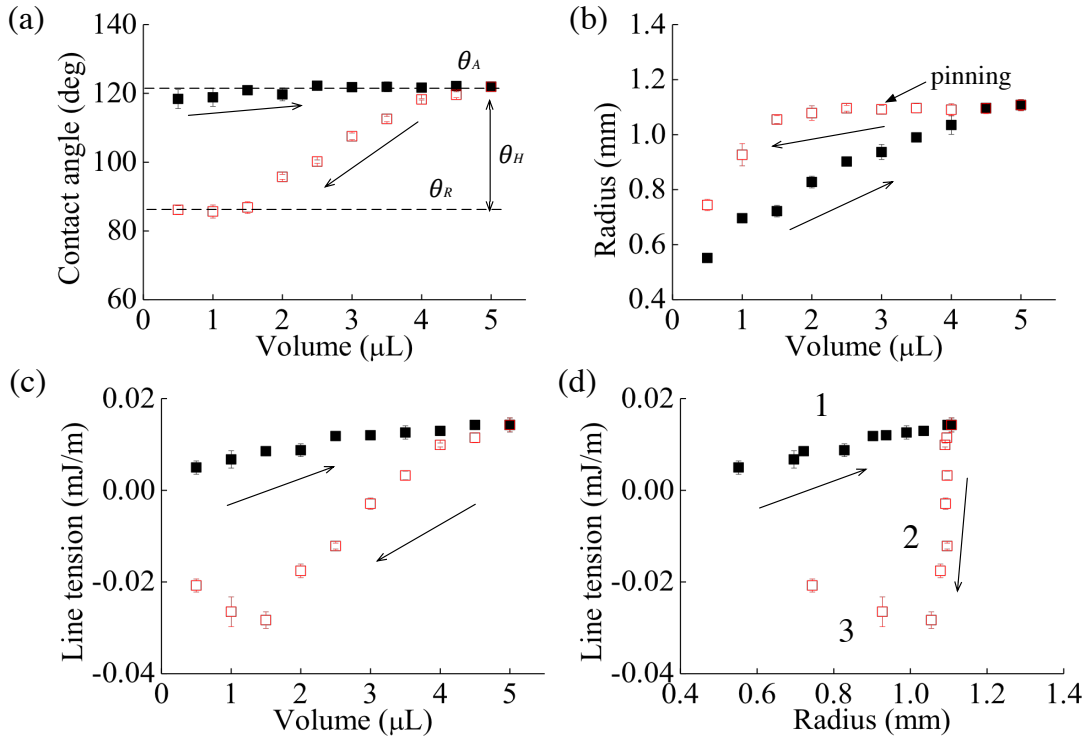 (a)
140
120
100
80
60
Contact angle (deg)
θA
θH
θR
0 1 2 3 4 5
Volume (μL)
(b)
1.4
1.2
1.0
0.8
0.6
0.4
Radius (mm)
pinning
0 1 2 3 4 5
Volume (μL)
(c)
0.02
0.00
-0.02
-0.04
Line tension (mJ/m)
0 1 2 3 4 5
Volume (μL)
(d)
0.02
0.00
-0.02
-0.04
Line tension (mJ/m)
1
2
3
0.4 0.6 0.8 1.0 1.2 1.4
Radius (mm)